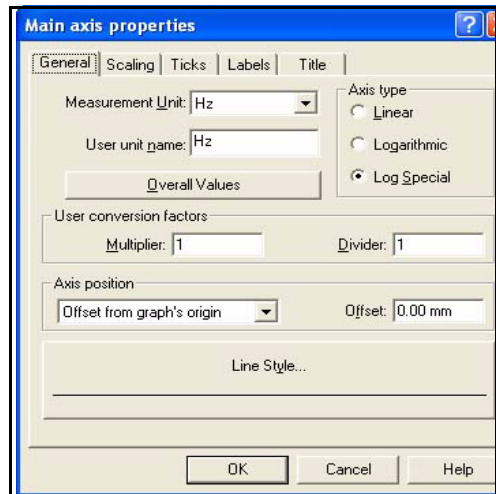 Main axis properties
General Scaling Ticks Labels Title
Measurement Unit: Hz
User unit name: Hz
Overall Values
Axis type
Linear
Logarithmic
Log Special
User conversion factors
Multiplier: 1 Divider: 1
Axis position
Offset from graph's origin Offset: 0.00 mm
Line Style...
OK Cancel Help